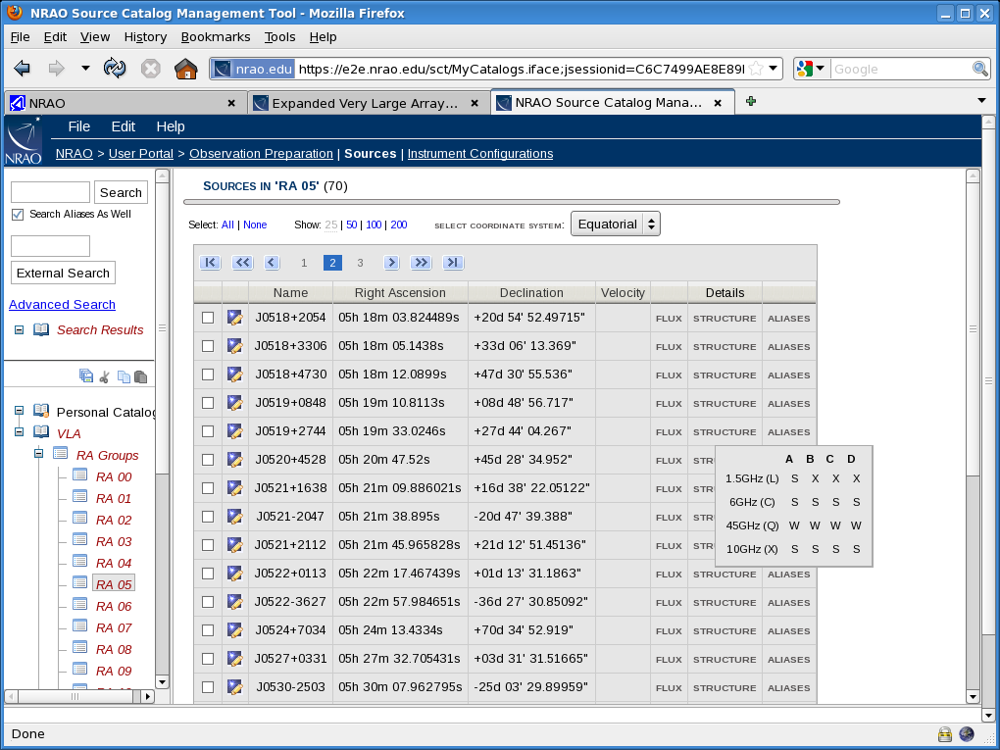 NRAO Source Catalog Management Tool - Mozilla Firefox
File Edit View History Bookmarks Tools Help
nrao.edu https://e2e.nrao.edu/sct/MyCatalogs.iface;jsessionid=C6C7499AE8E89I Google
NRAO Expanded Very Large Array... NRAO Source Catalog Mana...
File Edit Help
NRAO
NRAO > User Portal > Observation Preparation | Sources | Instrument Configurations
Search
Search Aliases As Well
External Search
Advanced Search
Search Results
Personal Catalog
VLA
RA Groups
RA 00
RA 01
RA 02
RA 03
RA 04
RA 05
RA 06
RA 07
RA 08
RA 09
SOURCES IN 'RA 05' (70)
Select: All | None Show: 25 | 50 | 100 | 200 SELECT COORDINATE SYSTEM: Equatorial
1 2 3
Name Right Ascension Declination Velocity Details
J0518+2054 05h 18m 03.824489s +20d 54' 52.49715" FLUX STRUCTURE ALIASES
J0518+3306 05h 18m 05.1438s +33d 06' 13.369" FLUX STRUCTURE ALIASES
J0518+4730 05h 18m 12.0899s +47d 30' 55.536" FLUX STRUCTURE ALIASES
J0519+0848 05h 19m 10.8113s +08d 48' 56.717" FLUX STRUCTURE ALIASES
J0519+2744 05h 19m 33.0246s +27d 44' 04.267" FLUX STRUCTURE ALIASES
J0520+4528 05h 20m 47.52s +45d 28' 34.952" FLUX STRU
J0521+1638 05h 21m 09.886021s +16d 38' 22.05122" FLUX STRU
J0521-2047 05h 21m 38.895s -20d 47' 39.388" FLUX STRU
J0521+2112 05h 21m 45.965828s +21d 12' 51.45136" FLUX STRU
J0522+0113 05h 22m 17.467439s +01d 13' 31.1863" FLUX STRUCTURE ALIASES
J0522-3627 05h 22m 57.984651s -36d 27' 30.85092" FLUX STRUCTURE ALIASES
J0524+7034 05h 24m 13.4334s +70d 34' 52.919" FLUX STRUCTURE ALIASES
J0527+0331 05h 27m 32.705431s +03d 31' 31.51665" FLUX STRUCTURE ALIASES
J0530-2503 05h 30m 07.962795s -25d 03' 29.89959" FLUX STRUCTURE ALIASES
A B C D
1.5GHz (L) S X X X
6GHz (C) S S S S
45GHz (Q) W W W W
10GHz (X) S S S S
Done